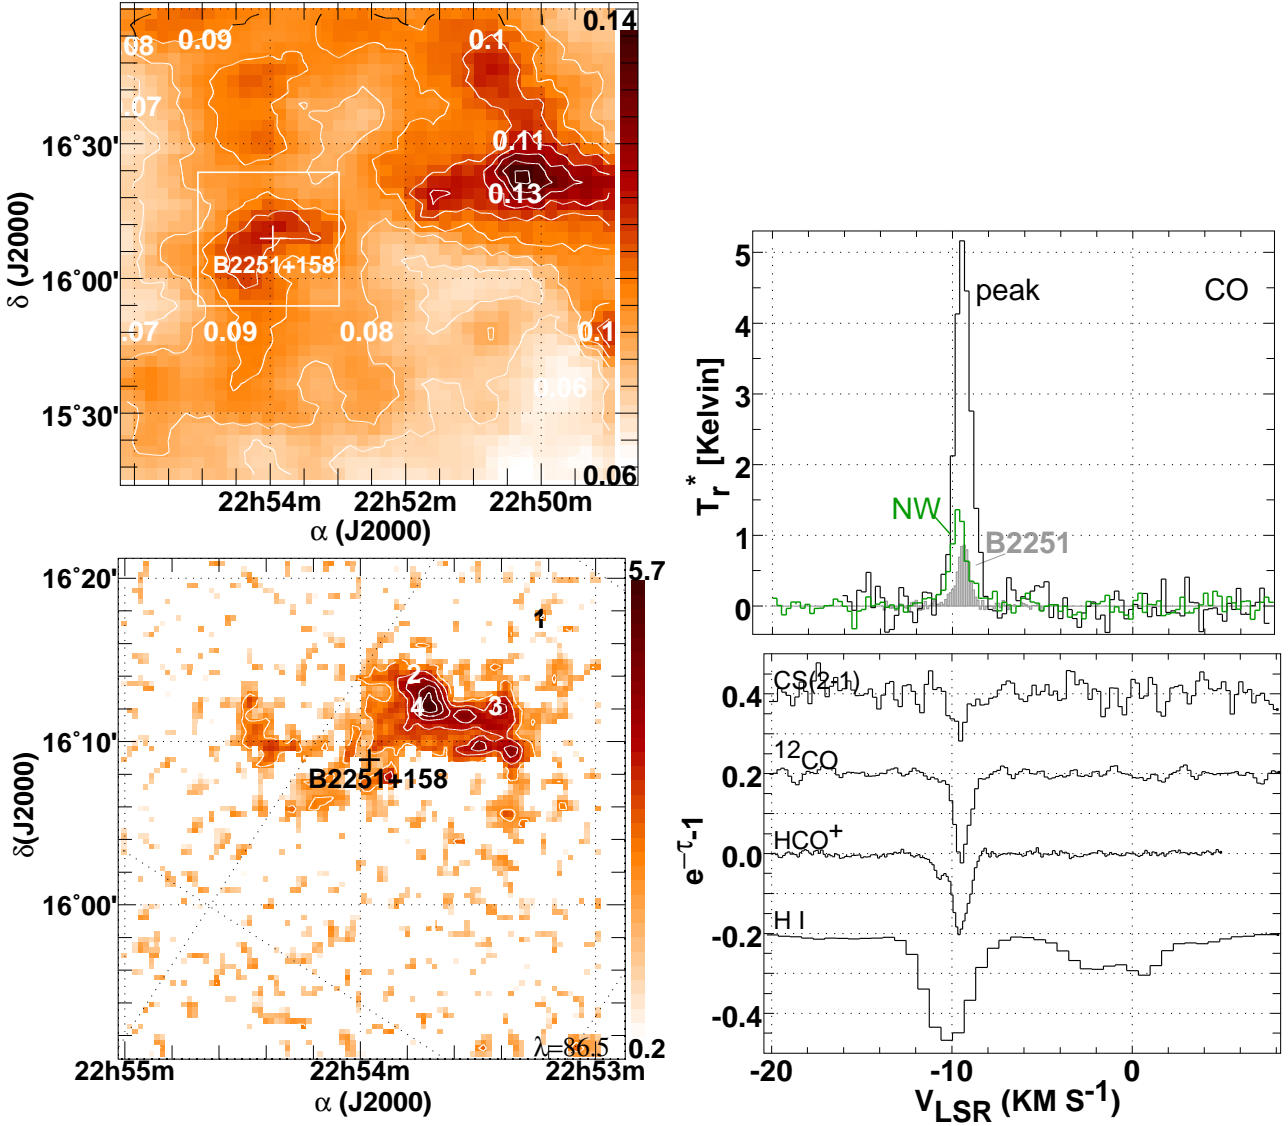 0.14
.08 0.09 0.1
.07
16°30'
0.11
0.13
δ (J2000)
B2251+158
16°00'
.07 0.09 0.08 0.1
0.06
15°30'
0.06
22h54m 22h52m 22h50m
α (J2000)
5.7
16°20'
1
2
4 3
16°10'
B2251+158
δ(J2000)
16°00'
λ=86.5
0.2
22h55m 22h54m 22h53m
α (J2000)
5
peak CO
4
3
Tr* [Kelvin]
2
NW
1
B2251
0
CS(2-1)
0.4
12CO
0.2
HCO+
0.0
e−τ-1
H I
-0.2
-0.4
-20 -10 0
VLSR (KM S-1)